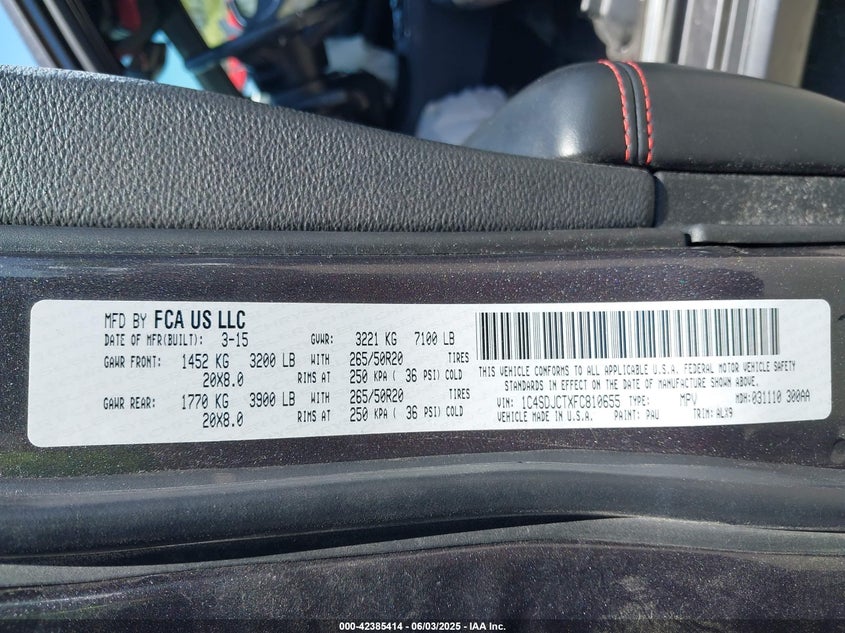 MFD BY FCA US LLC
DATE OF MFR(BUILT): 3-15 GVWR: 3221 KG 7100 LB
GAWR FRONT: 1452 KG 3200 LB WITH 265/50R20 TIRES
20X8.0 RIMS AT 250 KPA ( 36 PSI) COLD
GAWR REAR: 1770 KG 3900 LB WITH 265/50R20 TIRES
20X8.0 RIMS AT 250 KPA ( 36 PSI) COLD
THIS VEHICLE CONFORMS TO ALL APPLICABLE U.S.A. FEDERAL MOTOR VEHICLE SAFETY
STANDARDS IN EFFECT ON THE DATE OF MANUFACTURE SHOWN ABOVE.
VIN: 1C4SDJCTXFC810655 TYPE: MPV MDH: 031110 300AA
VEHICLE MADE IN U.S.A. PAINT: PAU TRIM: ALX9
000-42385414 - 06/03/2025 - IAA Inc.